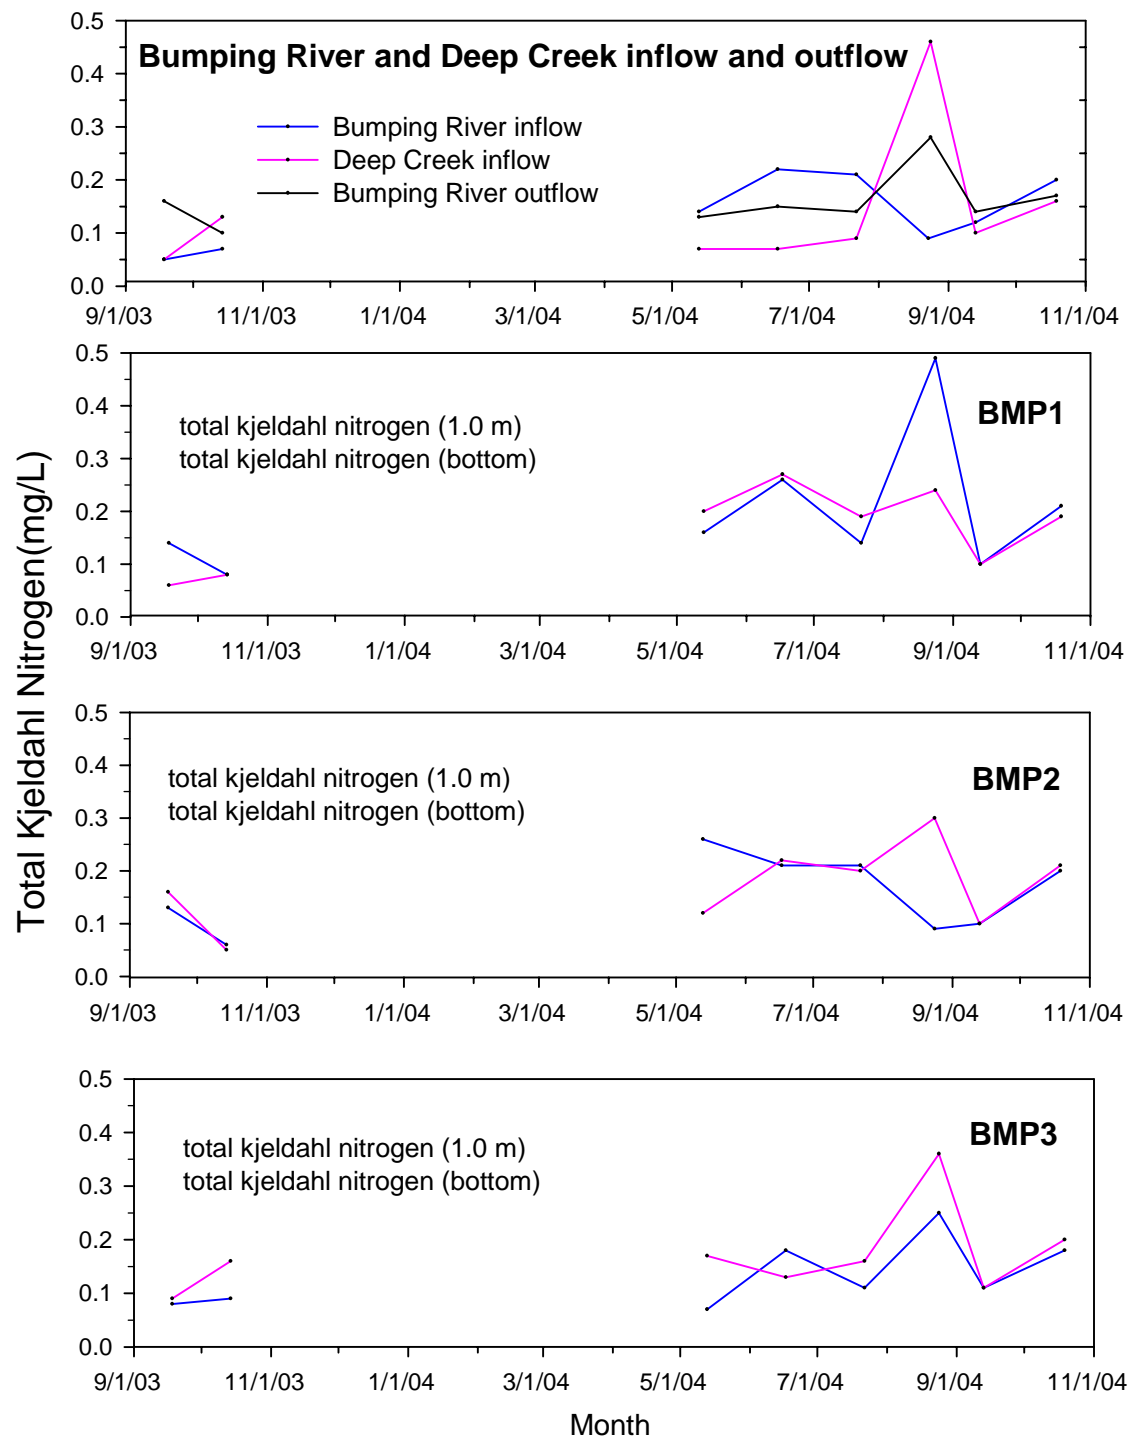 Bumping River and Deep Creek inflow and outflow
Bumping River inflow
Deep Creek inflow
Bumping River outflow
0.5
0.4
0.3
0.2
0.1
0.0
9/1/03 11/1/03 1/1/04 3/1/04 5/1/04 7/1/04 9/1/04 11/1/04
BMP1
total kjeldahl nitrogen (1.0 m)
total kjeldahl nitrogen (bottom)
0.5
0.4
0.3
0.2
0.1
0.0
9/1/03 11/1/03 1/1/04 3/1/04 5/1/04 7/1/04 9/1/04 11/1/04
Total Kjeldahl Nitrogen(mg/L)
BMP2
total kjeldahl nitrogen (1.0 m)
total kjeldahl nitrogen (bottom)
0.5
0.4
0.3
0.2
0.1
0.0
9/1/03 11/1/03 1/1/04 3/1/04 5/1/04 7/1/04 9/1/04 11/1/04
BMP3
total kjeldahl nitrogen (1.0 m)
total kjeldahl nitrogen (bottom)
0.5
0.4
0.3
0.2
0.1
0.0
9/1/03 11/1/03 1/1/04 3/1/04 5/1/04 7/1/04 9/1/04 11/1/04
Month